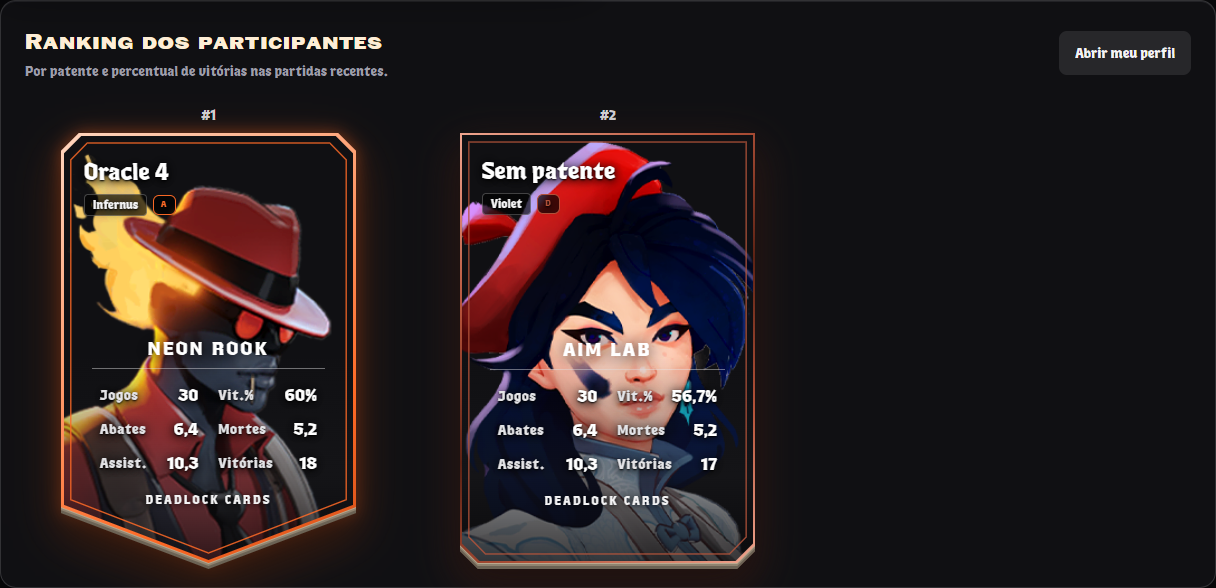 Ranking dos participantes
Por patente e percentual de vitórias nas partidas recentes.
Abrir meu perfil
#1
Oracle 4
Infernus A
NEON ROOK
Jogos 30 Vit.% 60%
Abates 6,4 Mortes 5,2
Assist. 10,3 Vitórias 18
DEADLOCK CARDS
#2
Sem patente
Violet D
AIM LAB
Jogos 30 Vit.% 56,7%
Abates 6,4 Mortes 5,2
Assist. 10,3 Vitórias 17
DEADLOCK CARDS